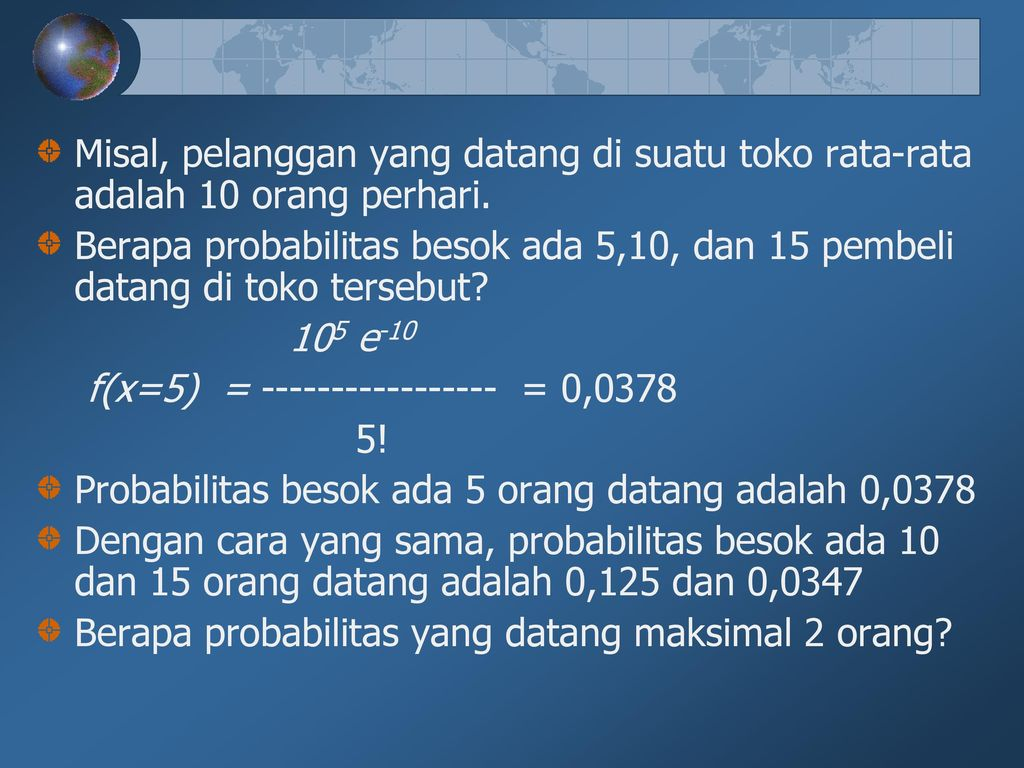 Misal, pelanggan yang datang di suatu toko rata-rata
adalah 10 orang perhari.
Berapa probabilitas besok ada 5,10, dan 15 pembeli
datang di toko tersebut?
10⁵ e⁻¹⁰
f(x=5) = ----------------- = 0,0378
5!
Probabilitas besok ada 5 orang datang adalah 0,0378
Dengan cara yang sama, probabilitas besok ada 10
dan 15 orang datang adalah 0,125 dan 0,0347
Berapa probabilitas yang datang maksimal 2 orang?